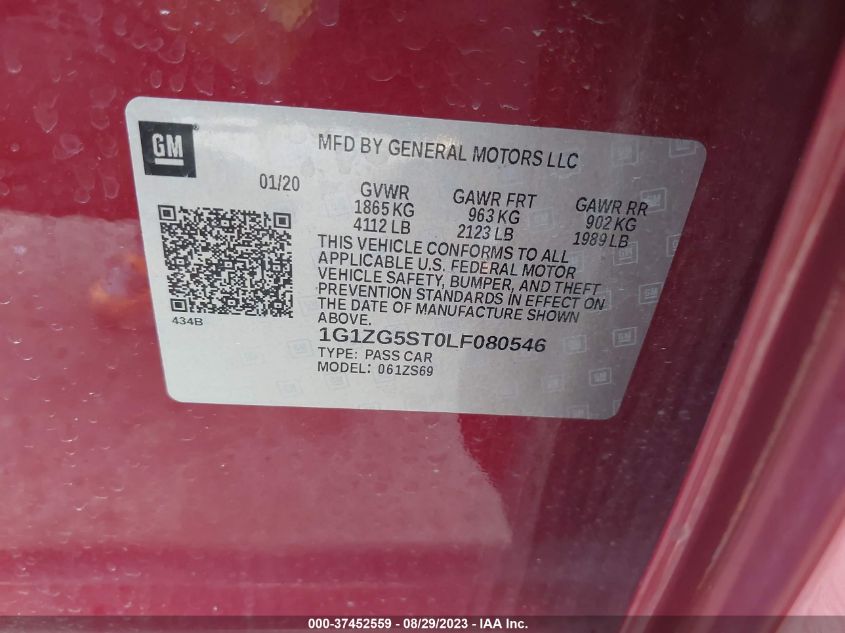 GM
MFD BY GENERAL MOTORS LLC
01/20
GVWR
1865 KG
4112 LB
GAWR FRT
963 KG
2123 LB
GAWR RR
902 KG
1989 LB
THIS VEHICLE CONFORMS TO ALL
APPLICABLE U.S. FEDERAL MOTOR
VEHICLE SAFETY, BUMPER, AND THEFT
PREVENTION STANDARDS IN EFFECT ON
THE DATE OF MANUFACTURE SHOWN
ABOVE.
434B
1G1ZG5ST0LF080546
TYPE: PASS CAR
MODEL: 061ZS69
000-37452559 - 08/29/2023 - IAA Inc.